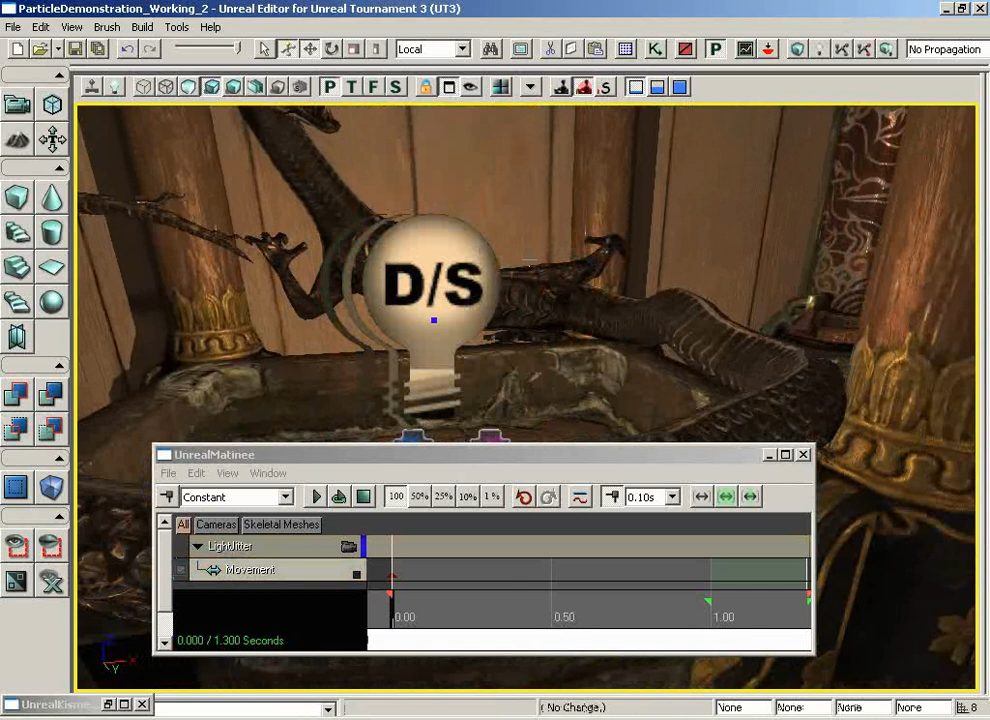 ParticleDemonstration_Working_2 - Unreal Editor for Unreal Tournament 3 (UT3)
File Edit View Brush Build Tools Help
Local
K
P
No Propagation
P T F S
S
D/S
UnrealMatinee
File Edit View Window
Constant
100 50% 25% 10% 1%
0.10s
All Cameras Skeletal Meshes
LightJitter
Movement
0.00 0.50 1.00
0.000 / 1.300 Seconds
Z
X
Y
UnrealKisme
( No Change,)
None None None None 8